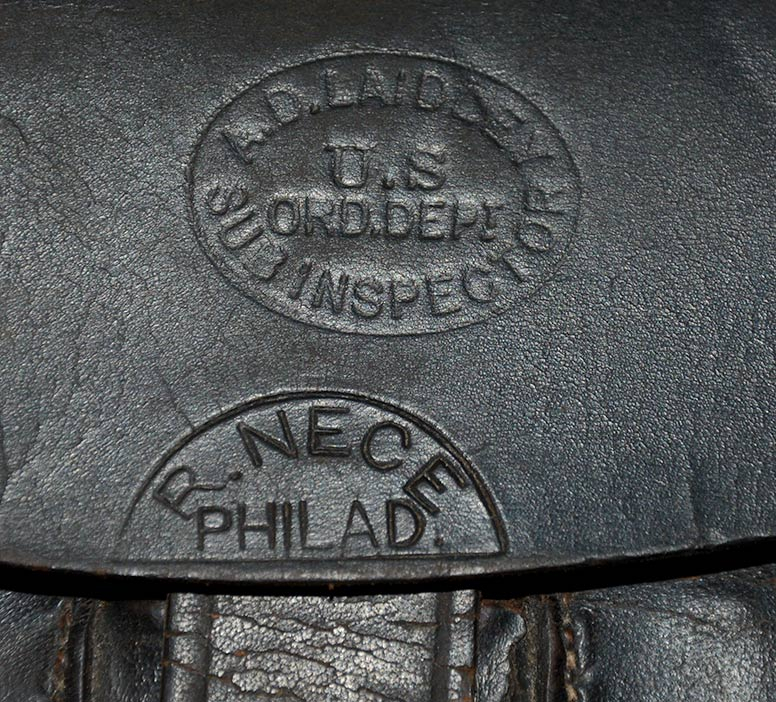 A.D. LAIDLEY
U.S
ORD. DEPT
SUB INSPECTOR
R. NECE
PHILAD.